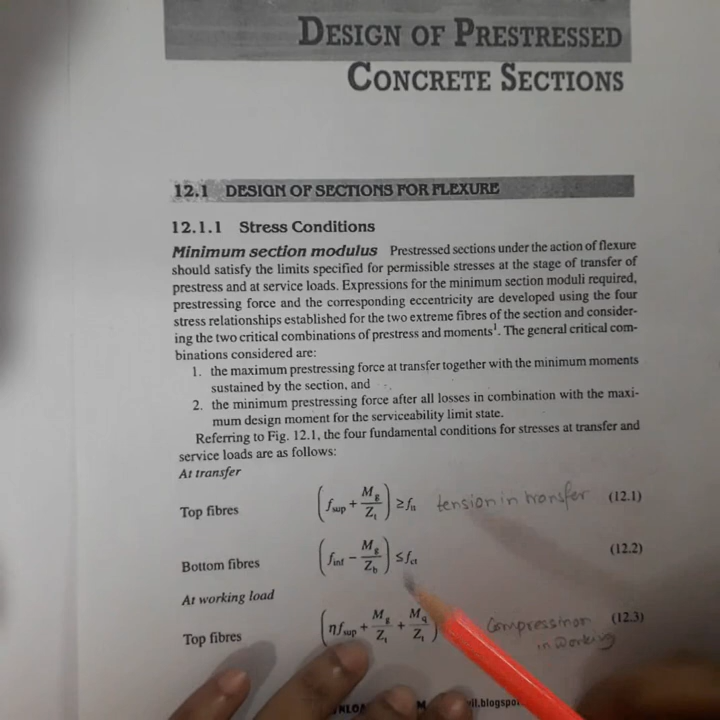 DESIGN OF PRESTRESSED
CONCRETE SECTIONS
12.1 DESIGN OF SECTIONS FOR FLEXURE
12.1.1 Stress Conditions
Minimum section modulus Prestressed sections under the action of flexure
should satisfy the limits specified for permissible stresses at the stage of transfer of
prestress and at service loads. Expressions for the minimum section moduli required,
prestressing force and the corresponding eccentricity are developed using the four
stress relationships established for the two extreme fibres of the section and consider-
ing the two critical combinations of prestress and moments¹. The general critical com-
binations considered are:
1. the maximum prestressing force at transfer together with the minimum moments
sustained by the section, and
2. the minimum prestressing force after all losses in combination with the maxi-
mum design moment for the serviceability limit state.
Referring to Fig. 12.1, the four fundamental conditions for stresses at transfer and
service loads are as follows:
At transfer
Top fibres (f_sup + M_g/Z_t) ≥ f_tt tension in transfer (12.1)
Bottom fibres (f_inf − M_g/Z_b) ≤ f_ct (12.2)
At working load
Top fibres (ηf_sup + M_g/Z_t + M_q/Z_t) Compression (12.3)
in working
vil.blogspo